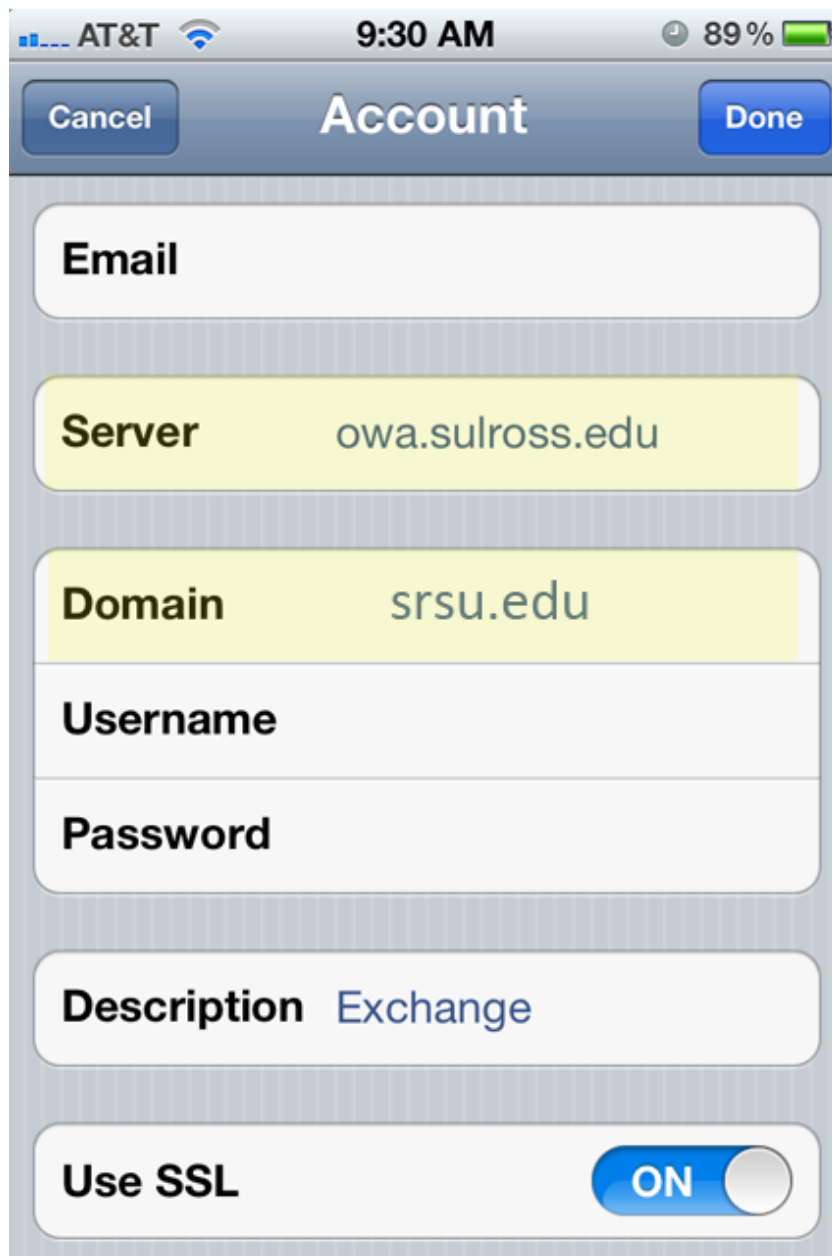 AT&T 9:30 AM 89%
Cancel Account Done
Email
Server owa.sulross.edu
Domain srsu.edu
Username
Password
Description Exchange
Use SSL ON